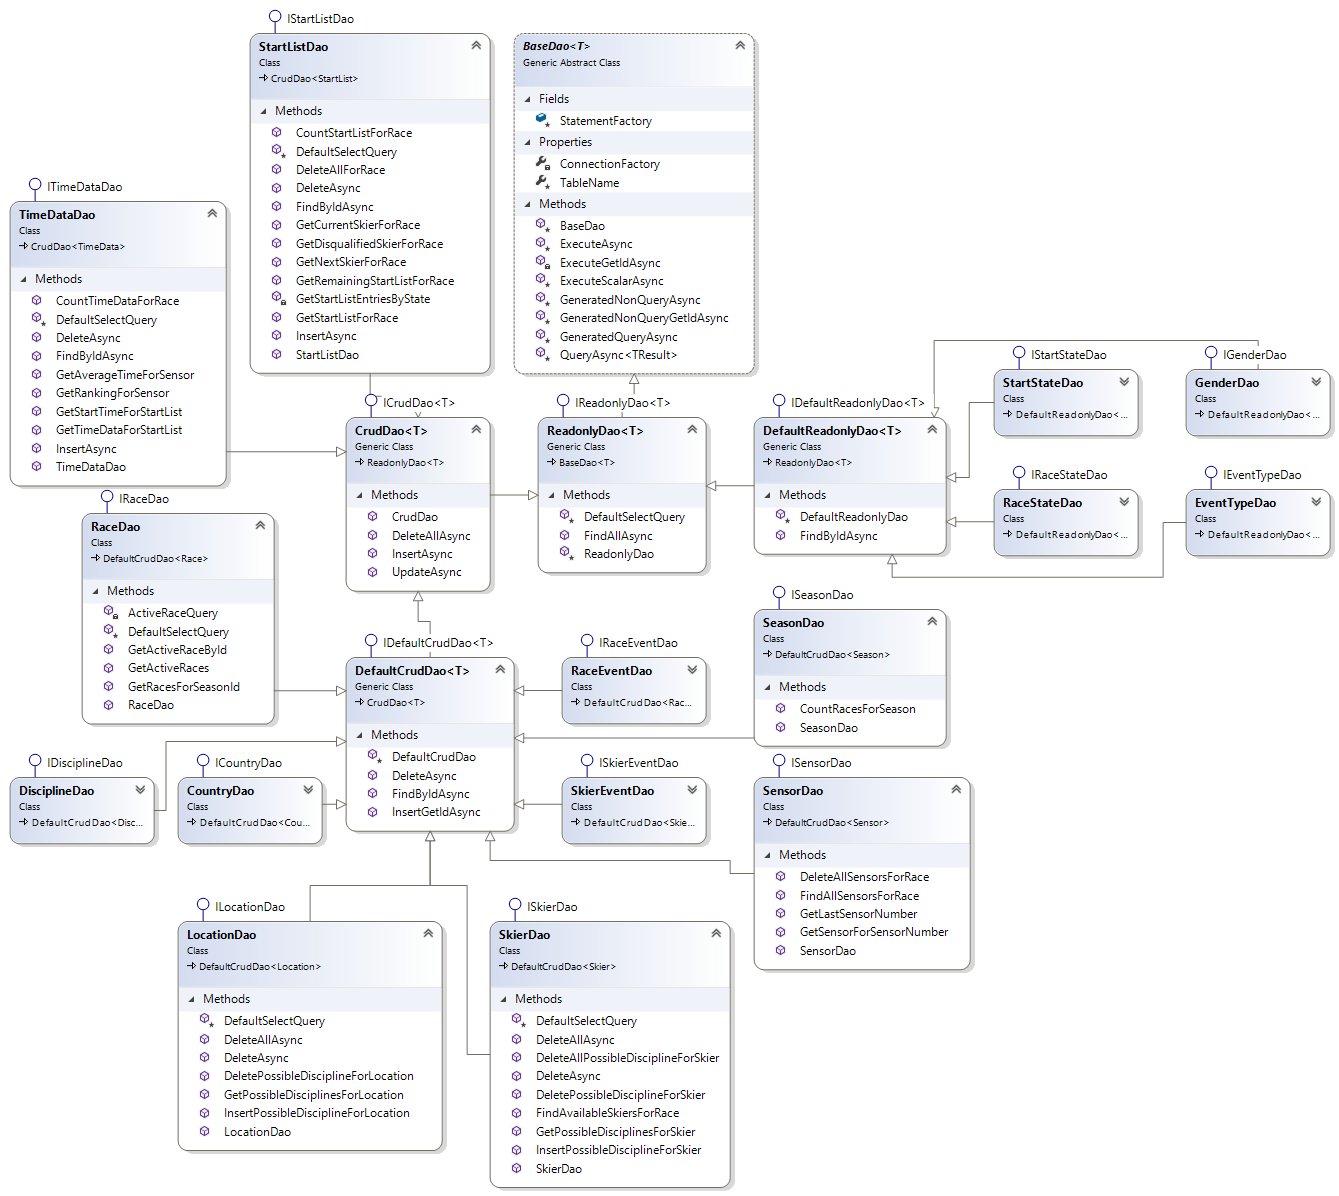 IStartListDao
StartListDao
Class
CrudDao<StartList>
Methods
CountStartListForRace
DefaultSelectQuery
DeleteAllForRace
DeleteAsync
FindByIdAsync
GetCurrentSkierForRace
GetDisqualifiedSkierForRace
GetNextSkierForRace
GetRemainingStartListForRace
GetStartListEntriesByState
GetStartListForRace
InsertAsync
StartListDao
BaseDao<T>
Generic Abstract Class
Fields
StatementFactory
Properties
ConnectionFactory
TableName
Methods
BaseDao
ExecuteAsync
ExecuteGetIdAsync
ExecuteScalarAsync
GeneratedNonQueryAsync
GeneratedNonQueryGetIdAsync
GeneratedQueryAsync
QueryAsync<TResult>
ITimeDataDao
TimeDataDao
Class
CrudDao<TimeData>
Methods
CountTimeDataForRace
DefaultSelectQuery
DeleteAsync
FindByIdAsync
GetAverageTimeForSensor
GetRankingForSensor
GetStartTimeForStartList
GetTimeDataForStartList
InsertAsync
TimeDataDao
ICrudDao<T>
CrudDao<T>
Generic Class
ReadonlyDao<T>
Methods
CrudDao
DeleteAllAsync
InsertAsync
UpdateAsync
IReadonlyDao<T>
ReadonlyDao<T>
Generic Class
BaseDao<T>
Methods
DefaultSelectQuery
FindAllAsync
ReadonlyDao
IDefaultReadonlyDao<T>
DefaultReadonlyDao<T>
Generic Class
ReadonlyDao<T>
Methods
DefaultReadonlyDao
FindByIdAsync
IStartStateDao
StartStateDao
Class
DefaultReadonlyDao<...
IGenderDao
GenderDao
Class
DefaultReadonlyDao<...
IRaceStateDao
RaceStateDao
Class
DefaultReadonlyDao<...
IEventTypeDao
EventTypeDao
Class
DefaultReadonlyDao<...
IRaceDao
RaceDao
Class
DefaultCrudDao<Race>
Methods
ActiveRaceQuery
DefaultSelectQuery
GetActiveRaceById
GetActiveRaces
GetRacesForSeasonId
RaceDao
IDefaultCrudDao<T>
DefaultCrudDao<T>
Generic Class
CrudDao<T>
Methods
DefaultCrudDao
DeleteAsync
FindByIdAsync
InsertGetIdAsync
IRaceEventDao
RaceEventDao
Class
DefaultCrudDao<Rac...
ISeasonDao
SeasonDao
Class
DefaultCrudDao<Season>
Methods
CountRacesForSeason
SeasonDao
IDisciplineDao
DisciplineDao
Class
DefaultCrudDao<Disc...
ICountryDao
CountryDao
Class
DefaultCrudDao<Cou...
ISkierEventDao
SkierEventDao
Class
DefaultCrudDao<Skie...
ISensorDao
SensorDao
Class
DefaultCrudDao<Sensor>
Methods
DeleteAllSensorsForRace
FindAllSensorsForRace
GetLastSensorNumber
GetSensorForSensorNumber
SensorDao
ILocationDao
LocationDao
Class
DefaultCrudDao<Location>
Methods
DefaultSelectQuery
DeleteAllAsync
DeleteAsync
DeletePossibleDisciplineForLocation
GetPossibleDisciplinesForLocation
InsertPossibleDisciplineForLocation
LocationDao
ISkierDao
SkierDao
Class
DefaultCrudDao<Skier>
Methods
DefaultSelectQuery
DeleteAllAsync
DeleteAllPossibleDisciplineForSkier
DeleteAsync
DeletePossibleDisciplineForSkier
FindAvailableSkiersForRace
GetPossibleDisciplinesForSkier
InsertPossibleDisciplineForSkier
SkierDao